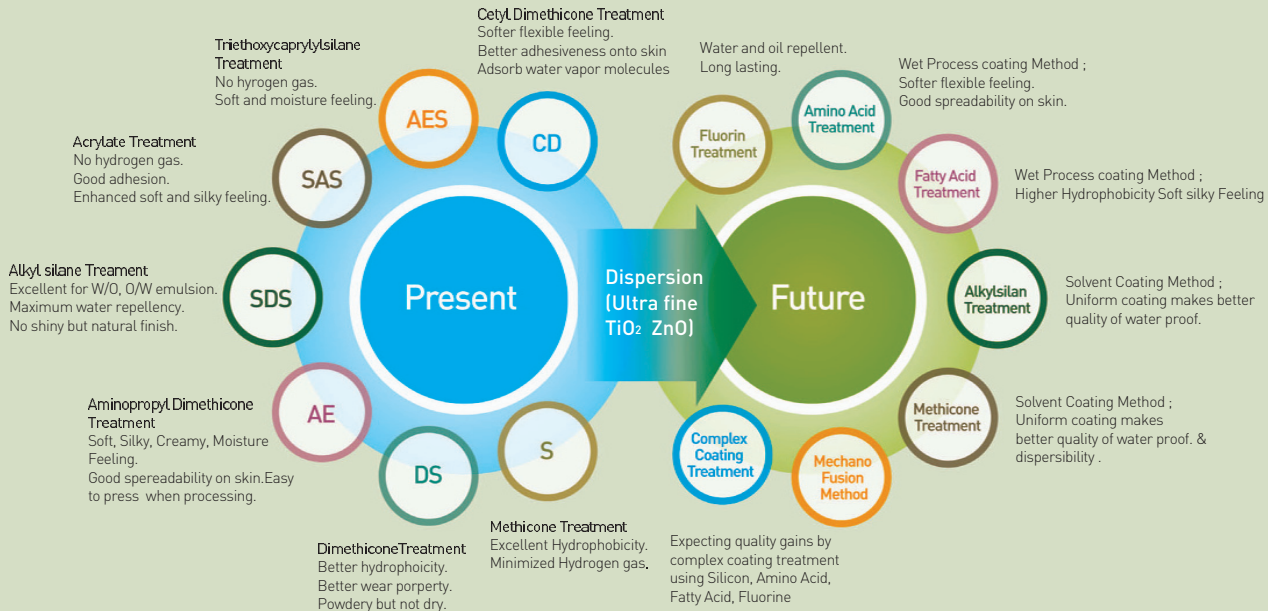 Cetyl Dimethicone Treatment
Softer flexible feeling.
Better adhesiveness onto skin
Adsorb water vapor molecules
CD
Triethoxycaprylylsilane
Treatment
No hyrogen gas.
Soft and moisture feeling.
AES
Acrylate Treatment
No hydrogen gas.
Good adhesion.
Enhanced soft and silky feeling.
SAS
Alkyl silane Treament
Excellent for W/O, O/W emulsion.
Maximum water repellency.
No shiny but natural finish.
SDS
Aminopropyl Dimethicone
Treatment
Soft, Silky, Creamy, Moisture
Feeling.
Good spereadability on skin.Easy
to press when processing.
AE
DS
DimethiconeTreatment
Better hydrophoicity.
Better wear porperty.
Powdery but not dry.
S
Methicone Treatment
Excellent Hydrophobicity.
Minimized Hydrogen gas.
Present
Dispersion
(Ultra fine
TiO₂ ZnO)
Future
Water and oil repellent.
Long lasting.
Fluorin
Treatment
Amino Acid
Treatment
Wet Process coating Method ;
Softer flexible feeling.
Good spreadability on skin.
Fatty Acid
Treatment
Wet Process coating Method ;
Higher Hydrophobicity Soft silky Feeling
Alkylsilan
Treatment
Solvent Coating Method ;
Uniform coating makes better
quality of water proof.
Methicone
Treatment
Solvent Coating Method ;
Uniform coating makes
better quality of water proof. &
dispersibility .
Mechano
Fusion
Method
Complex
Coating
Treatment
Expecting quality gains by
complex coating treatment
using Silicon, Amino Acid,
Fatty Acid, Fluorine